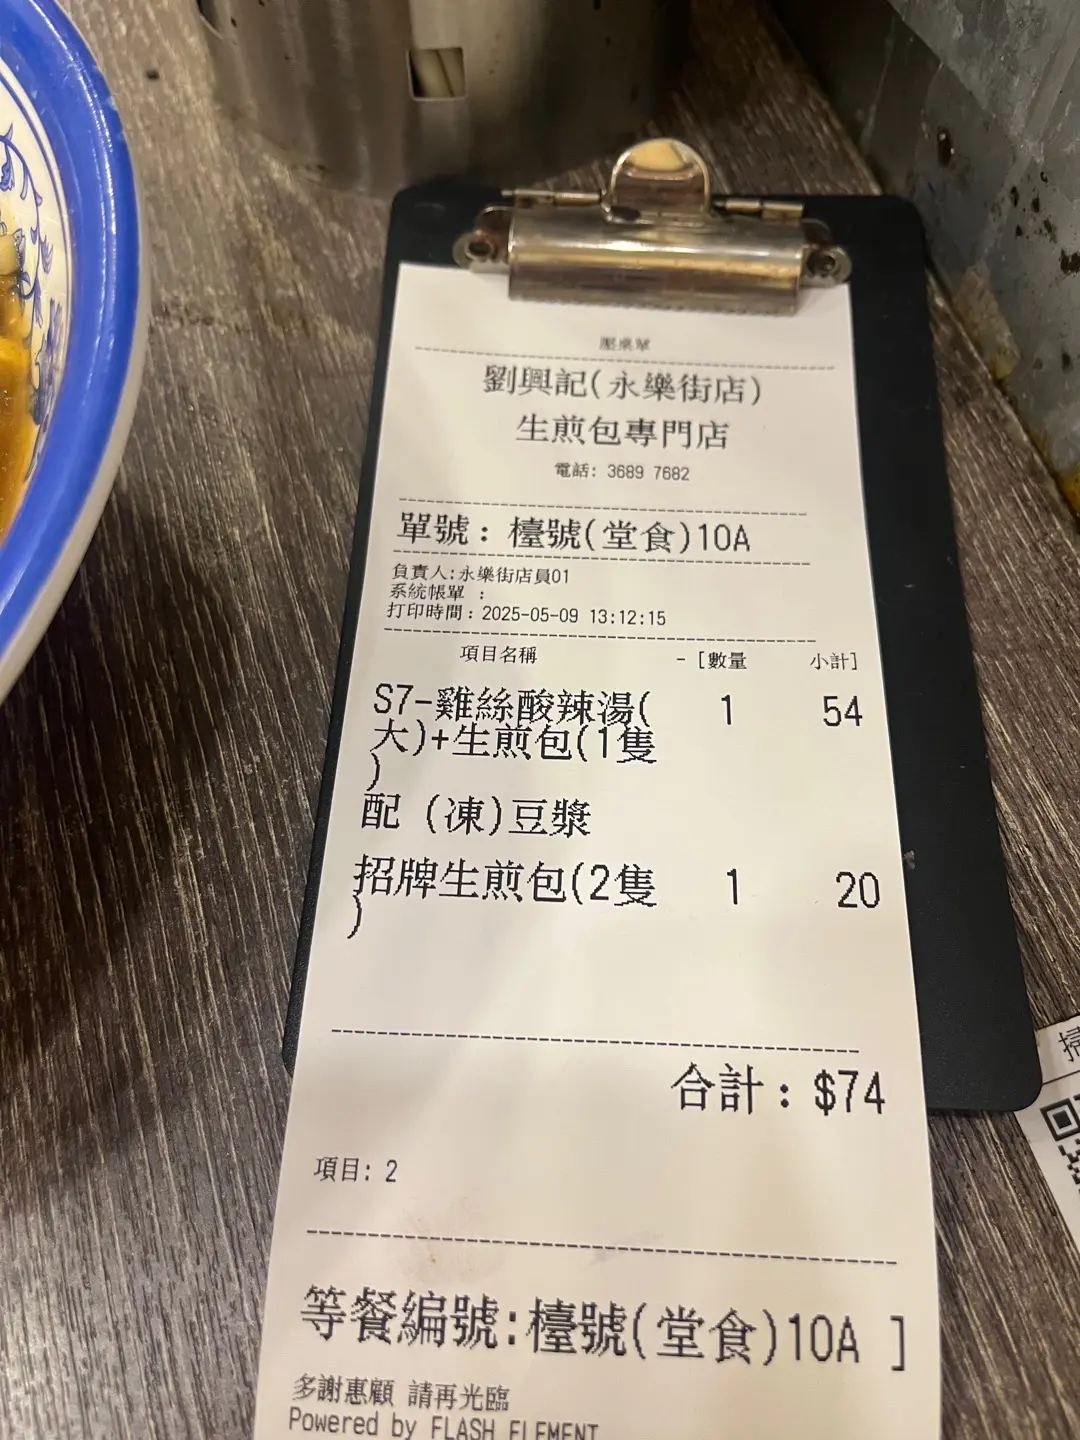 壓桌單
劉興記(永樂街店)
生煎包專門店
電話: 3689 7682
單號: 檯號(堂食)10A
負責人:永樂街店員01
系統帳單 :
打印時間:2025-05-09 13:12:15
項目名稱 -[數量 小計]
S7-雞絲酸辣湯( 1 54
大)+生煎包(1隻
)
配 (凍)豆漿
招牌生煎包(2隻 1 20
)
合計: $74
項目: 2
等餐編號:檯號(堂食)10A ]
多謝惠顧 請再光臨
Powered by FLASH ELEMENT
掃